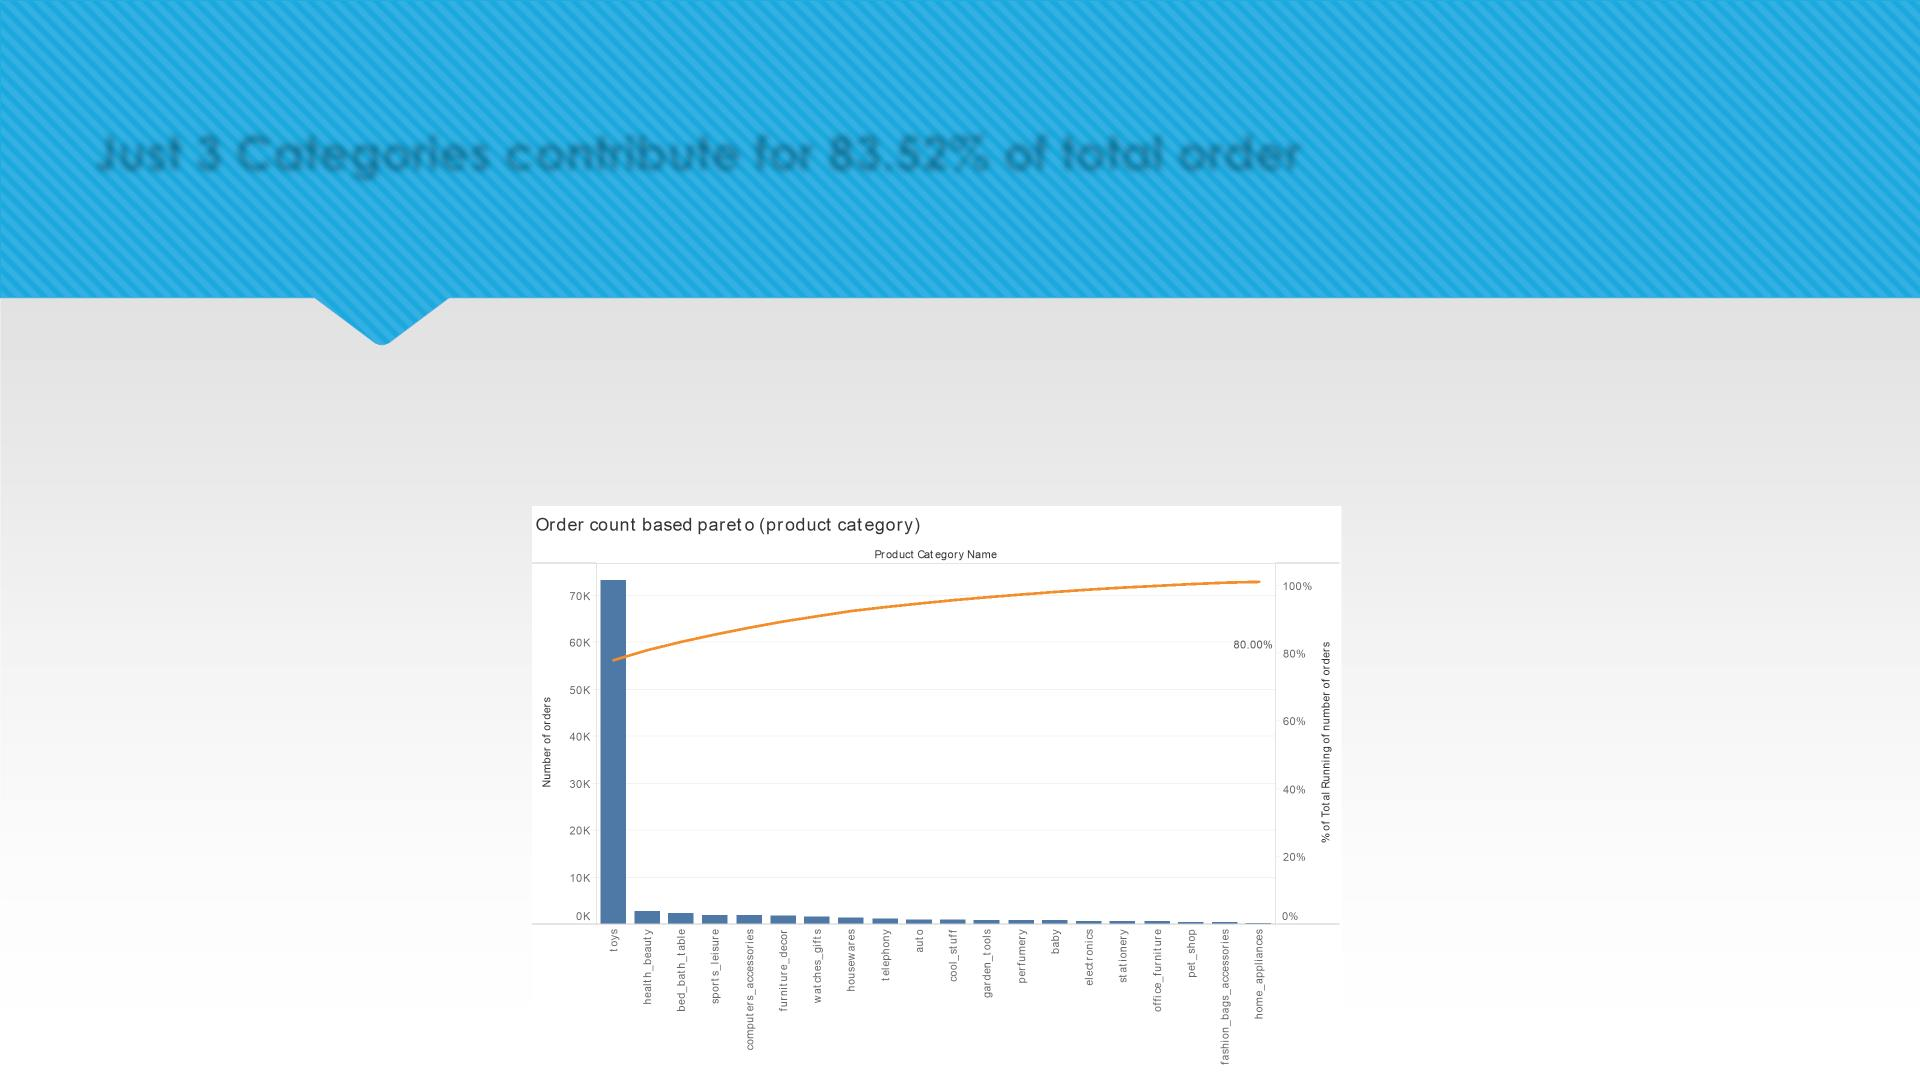 Just 3 Categories contribute for 83.52% of total order
Order count based pareto (product category)
Product Category Name
70K
60K
50K
40K
30K
20K
10K
0K
Number of orders
100%
80%
60%
40%
20%
0%
80.00%
% of Total Running of number of orders
toys
health_beauty
bed_bath_table
sports_leisure
computers_accessories
furniture_decor
watches_gifts
housewares
telephony
auto
cool_stuff
garden_tools
perfumery
baby
electronics
stationery
office_furniture
pet_shop
fashion_bags_accessories
home_appliances